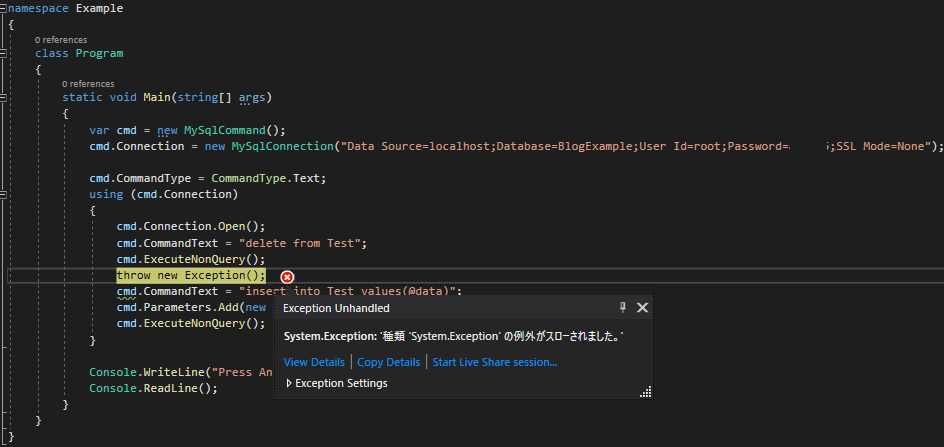 namespace Example
{
0 references
class Program
{
0 references
static void Main(string[] args)
{
var cmd = new MySqlCommand();
cmd.Connection = new MySqlConnection("Data Source=localhost;Database=BlogExample;User Id=root;Password= ;SSL Mode=None");
cmd.CommandType = CommandType.Text;
using (cmd.Connection)
{
cmd.Connection.Open();
cmd.CommandText = "delete from Test";
cmd.ExecuteNonQuery();
throw new Exception();
cmd.CommandText = "insert into Test values(@data)";
cmd.Parameters.Add(new
cmd.ExecuteNonQuery();
}
Console.WriteLine("Press An
Console.ReadLine();
}
}
}
Exception Unhandled
System.Exception: '種類 'System.Exception' の例外がスローされました。'
View Details | Copy Details | Start Live Share session...
Exception Settings